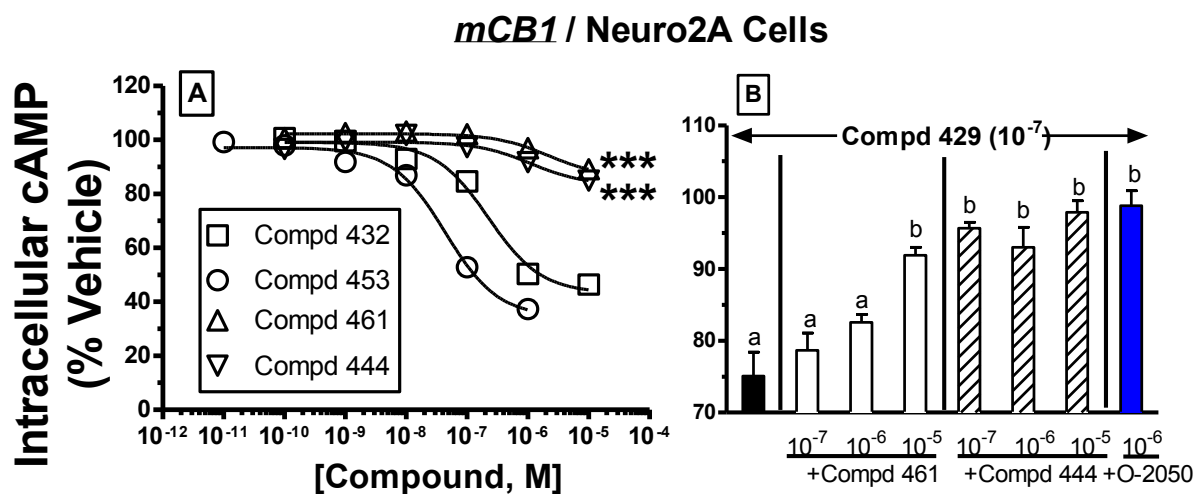 mCB1 / Neuro2A Cells
Intracellular cAMP
(% Vehicle)
A
120
100
80
60
40
20
0
***
***
Compd 432
Compd 453
Compd 461
Compd 444
10-12 10-11 10-10 10-9 10-8 10-7 10-6 10-5 10-4
[Compound, M]
B
Compd 429 (10-7)
110
100
90
80
70
a a a b b b b b
10-7 10-6 10-5 10-7 10-6 10-5 10-6
+Compd 461 +Compd 444 +O-2050